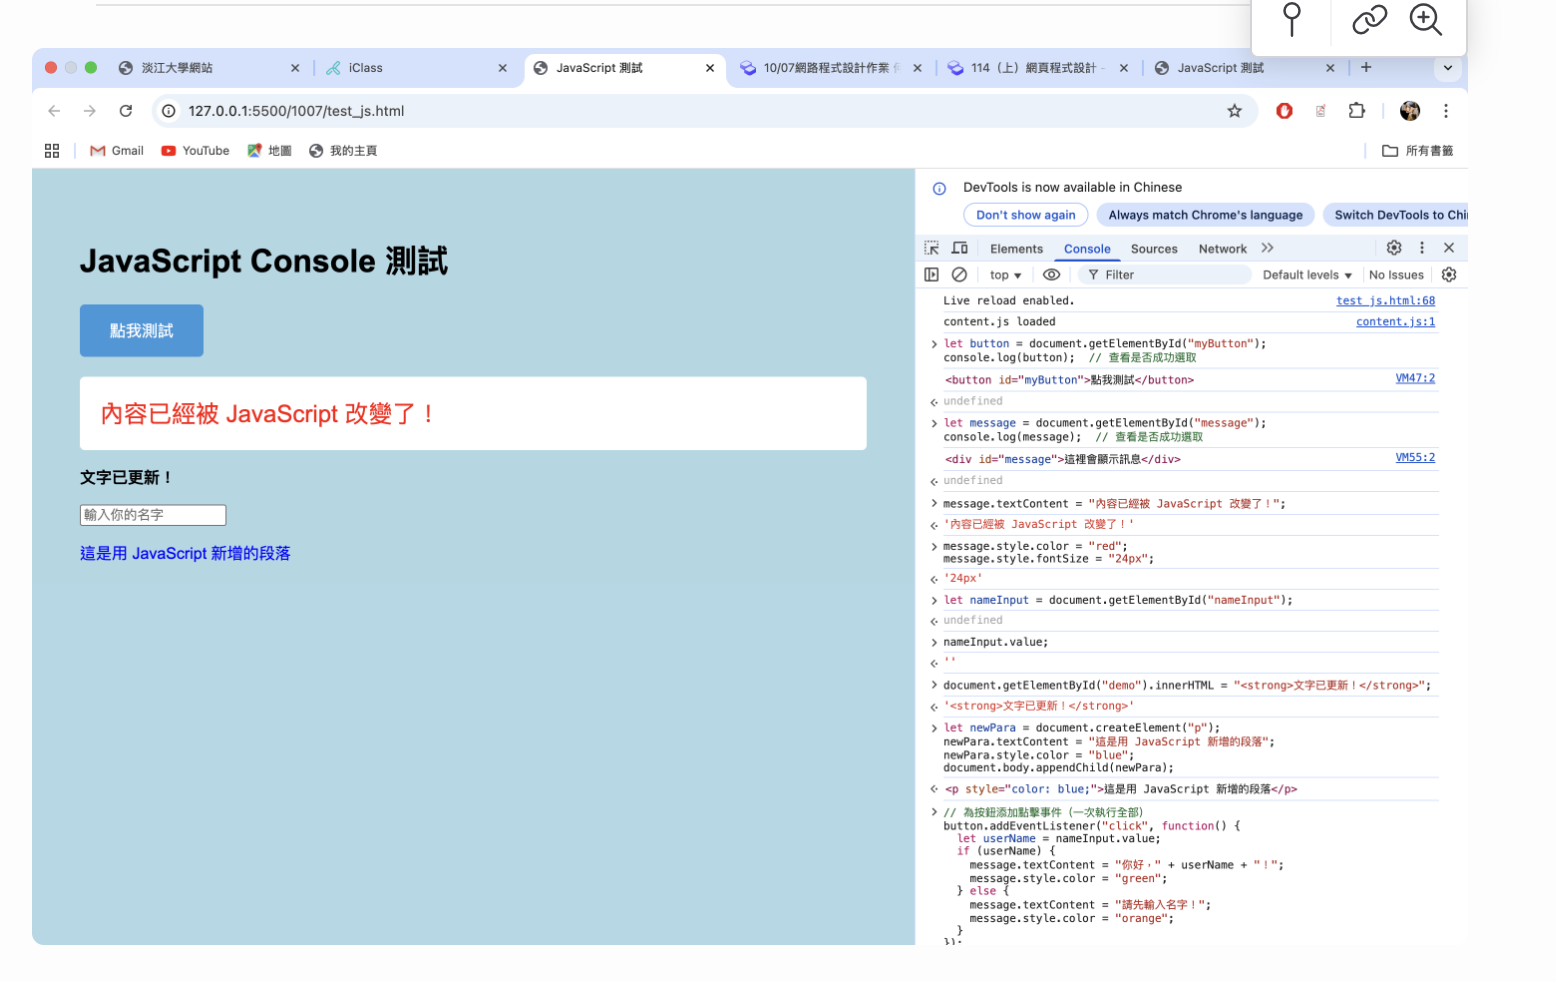 淡江大學網站
iClass
JavaScript 測試
10/07網路程式設計作業
114（上）網頁程式設計 -
JavaScript 測試
127.0.0.1:5500/1007/test_js.html
Gmail
YouTube
地圖
我的主頁
所有書籤
JavaScript Console 測試
點我測試
內容已經被 JavaScript 改變了！
文字已更新！
輸入你的名字
這是用 JavaScript 新增的段落
DevTools is now available in Chinese
Don't show again
Always match Chrome's language
Switch DevTools to Chi
Elements
Console
Sources
Network
top
Filter
Default levels
No Issues
Live reload enabled. test_js.html:68
content.js loaded content.js:1
let button = document.getElementById("myButton");
console.log(button);  // 查看是否成功選取
<button id="myButton">點我測試</button> VM47:2
undefined
let message = document.getElementById("message");
console.log(message);  // 查看是否成功選取
<div id="message">這裡會顯示訊息</div> VM55:2
undefined
message.textContent = "內容已經被 JavaScript 改變了！";
'內容已經被 JavaScript 改變了！'
message.style.color = "red";
message.style.fontSize = "24px";
'24px'
let nameInput = document.getElementById("nameInput");
undefined
nameInput.value;
''
document.getElementById("demo").innerHTML = "<strong>文字已更新！</strong>";
'<strong>文字已更新！</strong>'
let newPara = document.createElement("p");
newPara.textContent = "這是用 JavaScript 新增的段落";
newPara.style.color = "blue";
document.body.appendChild(newPara);
<p style="color: blue;">這是用 JavaScript 新增的段落</p>
// 為按鈕添加點擊事件（一次執行全部）
button.addEventListener("click", function() {
let userName = nameInput.value;
if (userName) {
message.textContent = "你好，" + userName + "！";
message.style.color = "green";
} else {
message.textContent = "請先輸入名字！";
message.style.color = "orange";
}
});